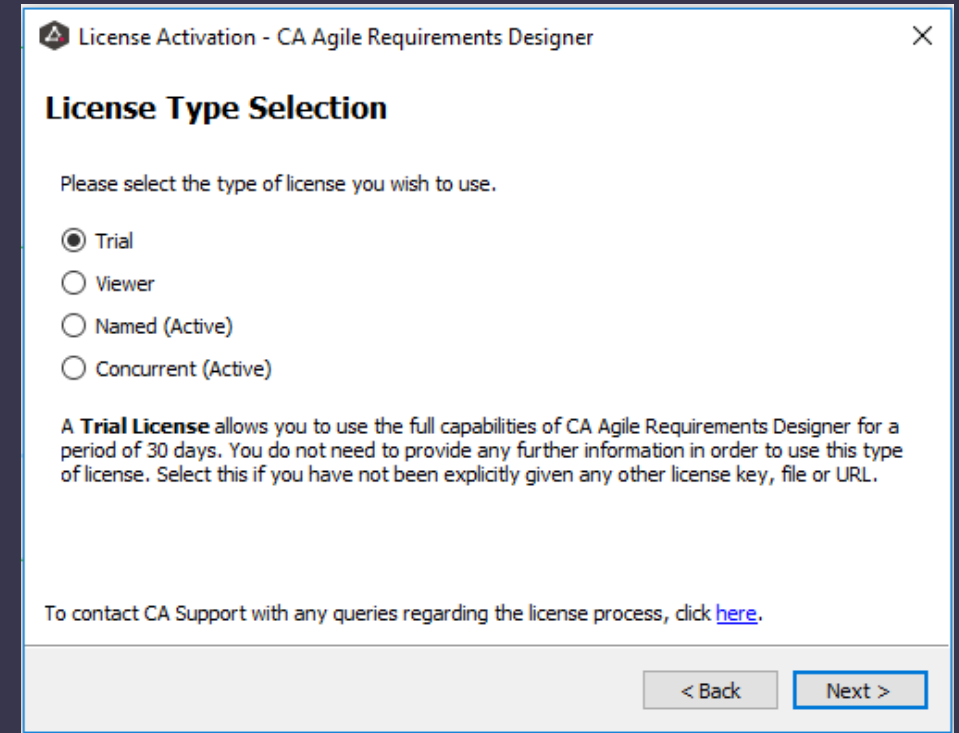 License Activation - CA Agile Requirements Designer
License Type Selection
Please select the type of license you wish to use.
Trial
Viewer
Named (Active)
Concurrent (Active)
A Trial License allows you to use the full capabilities of CA Agile Requirements Designer for a
period of 30 days. You do not need to provide any further information in order to use this type
of license. Select this if you have not been explicitly given any other license key, file or URL.
To contact CA Support with any queries regarding the license process, click here.
< Back
Next >